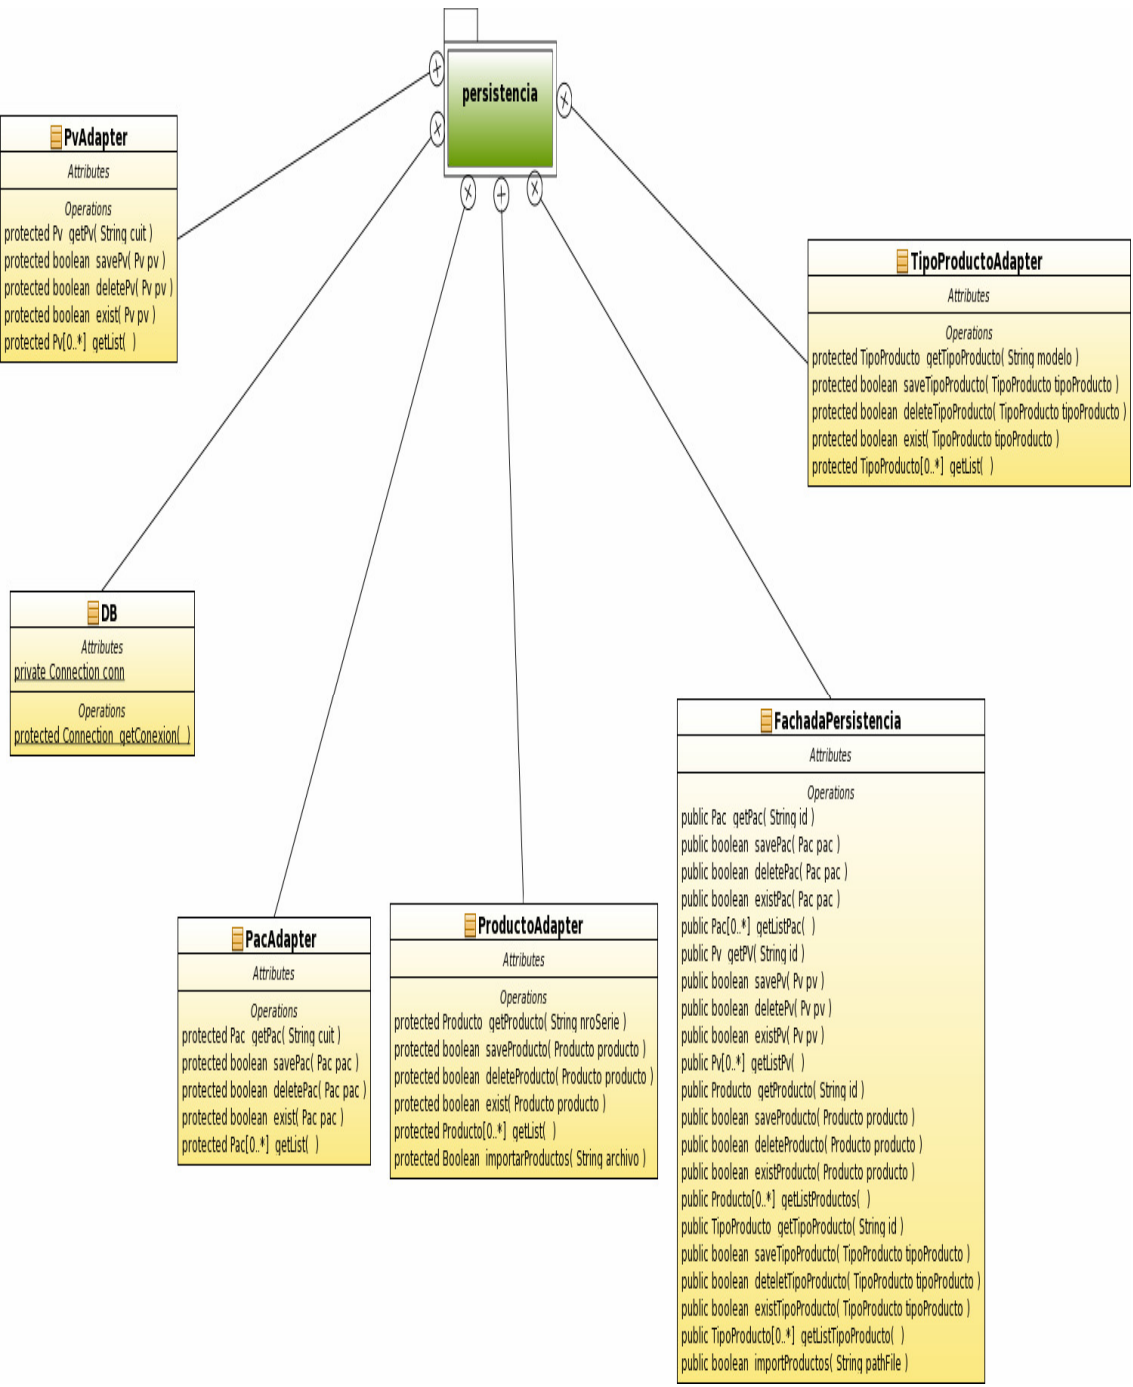 persistencia
PvAdapter
Attributes
Operations
protected Pv getPv( String cuit )
protected boolean savePv( Pv pv )
protected boolean deletePv( Pv pv )
protected boolean exist( Pv pv )
protected Pv[0..*] getList( )
TipoProductoAdapter
Attributes
Operations
protected TipoProducto getTipoProducto( String modelo )
protected boolean saveTipoProducto( TipoProducto tipoProducto )
protected boolean deleteTipoProducto( TipoProducto tipoProducto )
protected boolean exist( TipoProducto tipoProducto )
protected TipoProducto[0..*] getList( )
DB
Attributes
private Connection conn
Operations
protected Connection getConexion( )
FachadaPersistencia
Attributes
Operations
public Pac getPac( String id )
public boolean savePac( Pac pac )
public boolean deletePac( Pac pac )
public boolean existPac( Pac pac )
public Pac[0..*] getListPac( )
public Pv getPV( String id )
public boolean savePv( Pv pv )
public boolean deletePv( Pv pv )
public boolean existPv( Pv pv )
public Pv[0..*] getListPv( )
public Producto getProducto( String id )
public boolean saveProducto( Producto producto )
public boolean deleteProducto( Producto producto )
public boolean existProducto( Producto producto )
public Producto[0..*] getListProductos( )
public TipoProducto getTipoProducto( String id )
public boolean saveTipoProducto( TipoProducto tipoProducto )
public boolean deteletTipoProducto( TipoProducto tipoProducto )
public boolean existTipoProducto( TipoProducto tipoProducto )
public TipoProducto[0..*] getListTipoProducto( )
public boolean importProductos( String pathFile )
PacAdapter
Attributes
Operations
protected Pac getPac( String cuit )
protected boolean savePac( Pac pac )
protected boolean deletePac( Pac pac )
protected boolean exist( Pac pac )
protected Pac[0..*] getList( )
ProductoAdapter
Attributes
Operations
protected Producto getProducto( String nroSerie )
protected boolean saveProducto( Producto producto )
protected boolean deleteProducto( Producto producto )
protected boolean exist( Producto producto )
protected Producto[0..*] getList( )
protected Boolean importarProductos( String archivo )